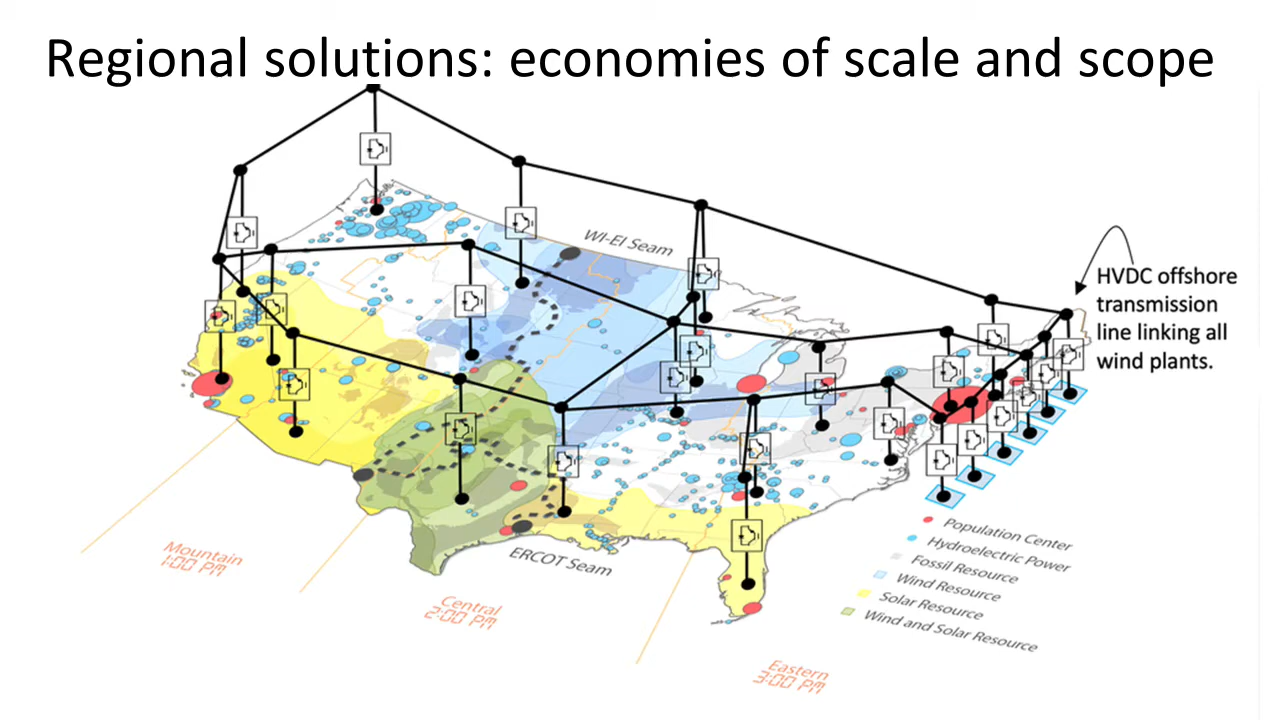 Regional solutions: economies of scale and scope
WI-EI Seam
HVDC offshore
transmission
line linking all
wind plants.
Population Center
Hydroelectric Power
Fossil Resource
Wind Resource
Solar Resource
Wind and Solar Resource
ERCOT Seam
Mountain
1:00 PM
Central
2:00 PM
Eastern
3:00 PM